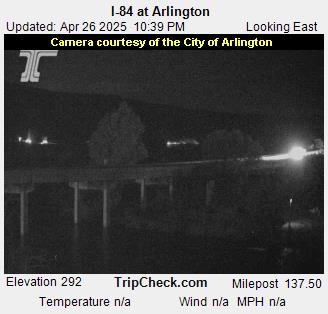 I-84 at Arlington
Updated: Apr 26 2025 10:39 PM Looking East
Camera courtesy of the City of Arlington
Elevation 292 TripCheck.com Milepost 137.50
Temperature n/a Wind n/a MPH n/a